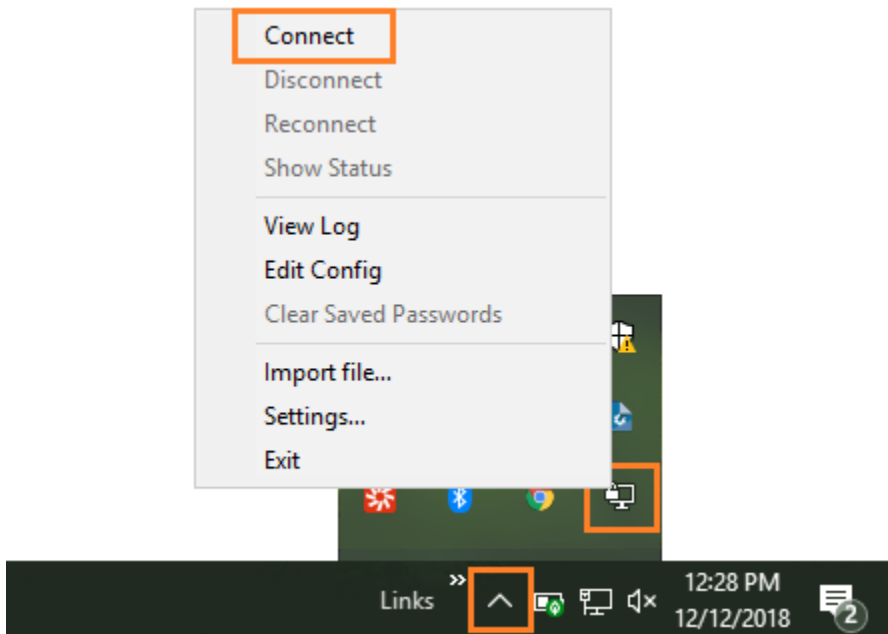 Connect
Disconnect
Reconnect
Show Status
View Log
Edit Config
Clear Saved Passwords
Import file...
Settings...
Exit
Links
12:28 PM
12/12/2018
2